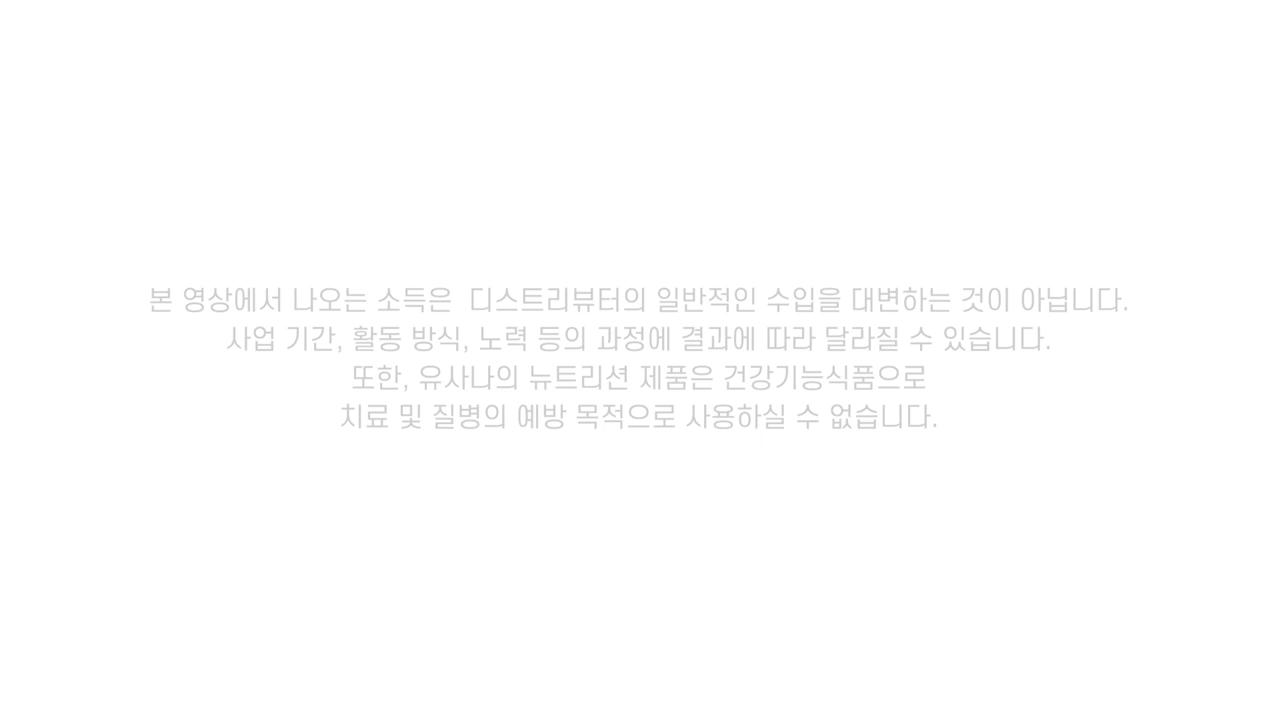 본 영상에서 나오는 소득은  디스트리뷰터의 일반적인 수입을 대변하는 것이 아닙니다.
사업 기간, 활동 방식, 노력 등의 과정에 결과에 따라 달라질 수 있습니다.
또한, 유사나의 뉴트리션 제품은 건강기능식품으로
치료 및 질병의 예방 목적으로 사용하실 수 없습니다.